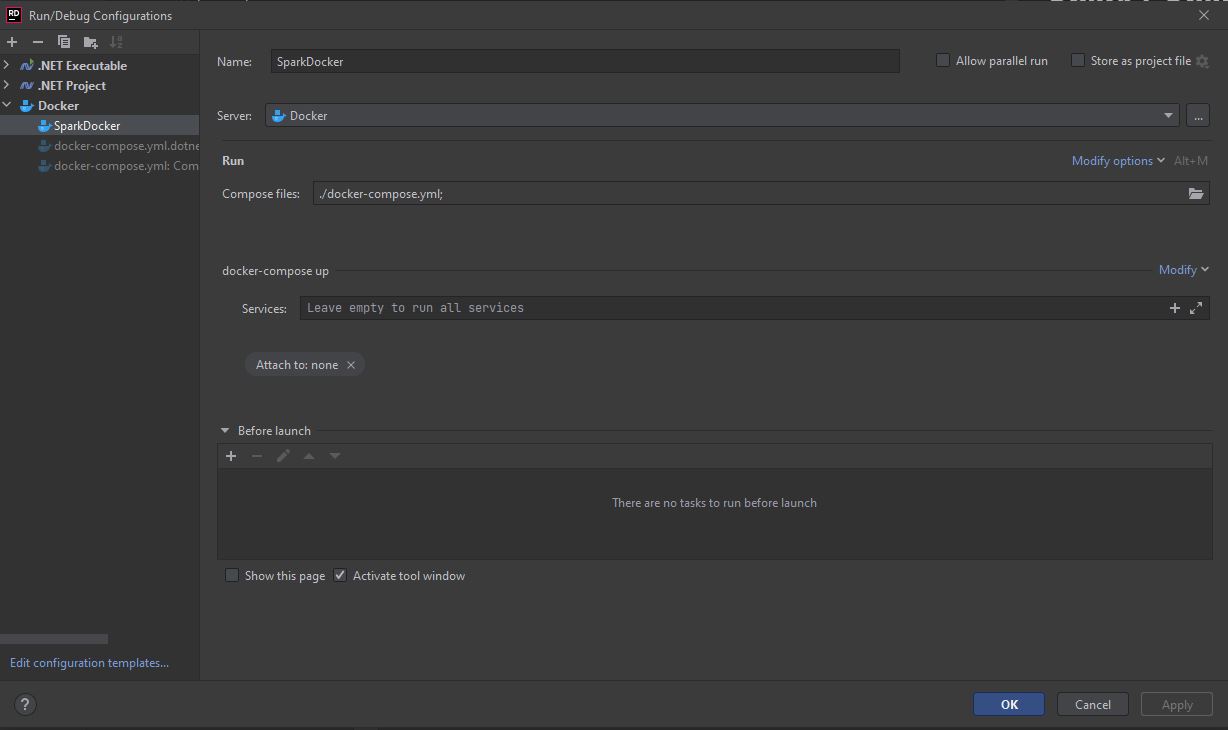 RD Run/Debug Configurations
.NET Executable
.NET Project
Docker
SparkDocker
docker-compose.yml.dotne
docker-compose.yml: Com
Edit configuration templates...
Name: SparkDocker
Allow parallel run
Store as project file
Server: Docker
...
Run
Modify options Alt+M
Compose files: ./docker-compose.yml;
docker-compose up
Modify
Services: Leave empty to run all services
Attach to: none
Before launch
There are no tasks to run before launch
Show this page
Activate tool window
?
OK
Cancel
Apply